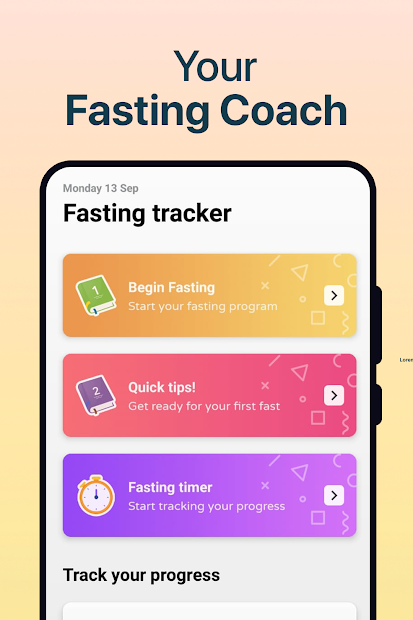 Your
Fasting Coach
Monday 13 Sep
Fasting tracker
1
Begin Fasting
Start your fasting program
2
Quick tips!
Get ready for your first fast
Fasting timer
Start tracking your progress
Track your progress